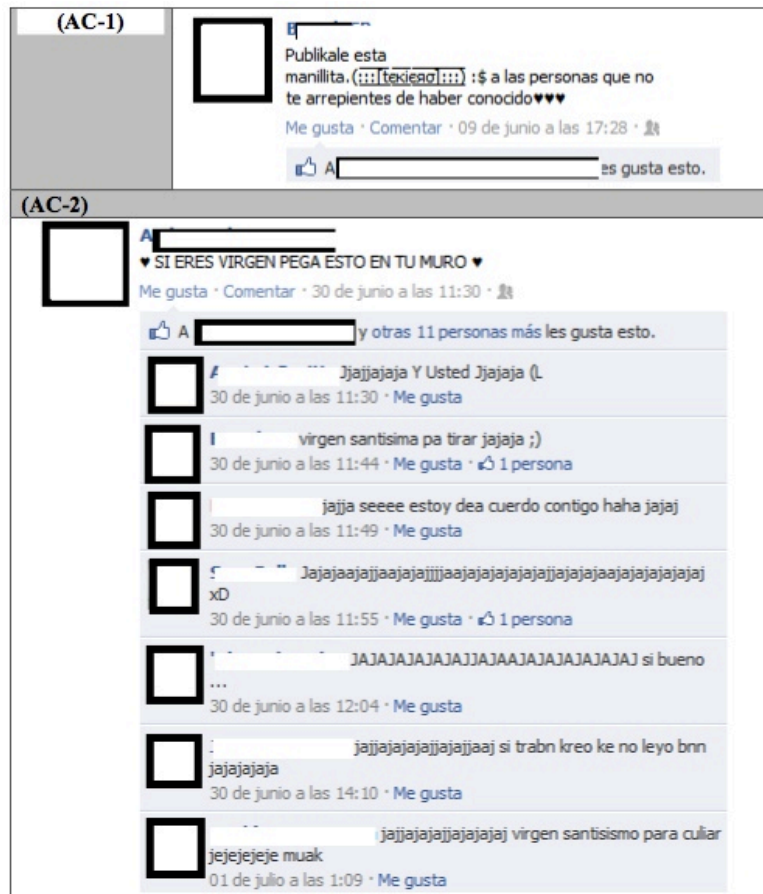 (AC-1)
Publikale esta
manillita.(:::[̲̅tekieяσ]:::) :$ a las personas que no
te arrepientes de haber conocido♥♥♥
Me gusta · Comentar · 09 de junio a las 17:28 ·
A es gusta esto.
(AC-2)
♥ SI ERES VIRGEN PEGA ESTO EN TU MURO ♥
Me gusta · Comentar · 30 de junio a las 11:30 ·
A y otras 11 personas más les gusta esto.
Jjajjajaja Y Usted Jjajaja (L
30 de junio a las 11:30 · Me gusta
virgen santisima pa tirar jajaja ;)
30 de junio a las 11:44 · Me gusta · 1 persona
jajja seeee estoy dea cuerdo contigo haha jajaj
30 de junio a las 11:49 · Me gusta
Jajajaajajjaajajajjjjaajajajajajajajjajajajaajajajajajajaj
xD
30 de junio a las 11:55 · Me gusta · 1 persona
JAJAJAJAJAJAJJAJAAJAJAJAJAJAJAJ si bueno
...
30 de junio a las 12:04 · Me gusta
jajjajajajajjajajjaaj si trabn kreo ke no leyo bnn
jajajajaja
30 de junio a las 14:10 · Me gusta
jajjajajajjajajajaj virgen santisismo para culiar
jejejejeje muak
01 de julio a las 1:09 · Me gusta